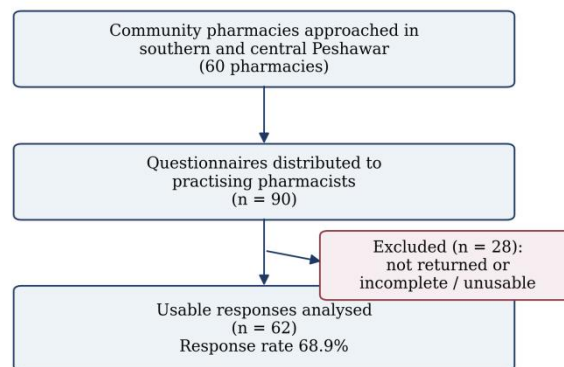 Community pharmacies approached in
southern and central Peshawar
(60 pharmacies)
Questionnaires distributed to
practising pharmacists
(n = 90)
Excluded (n = 28):
not returned or
incomplete / unusable
Usable responses analysed
(n = 62)
Response rate 68.9%